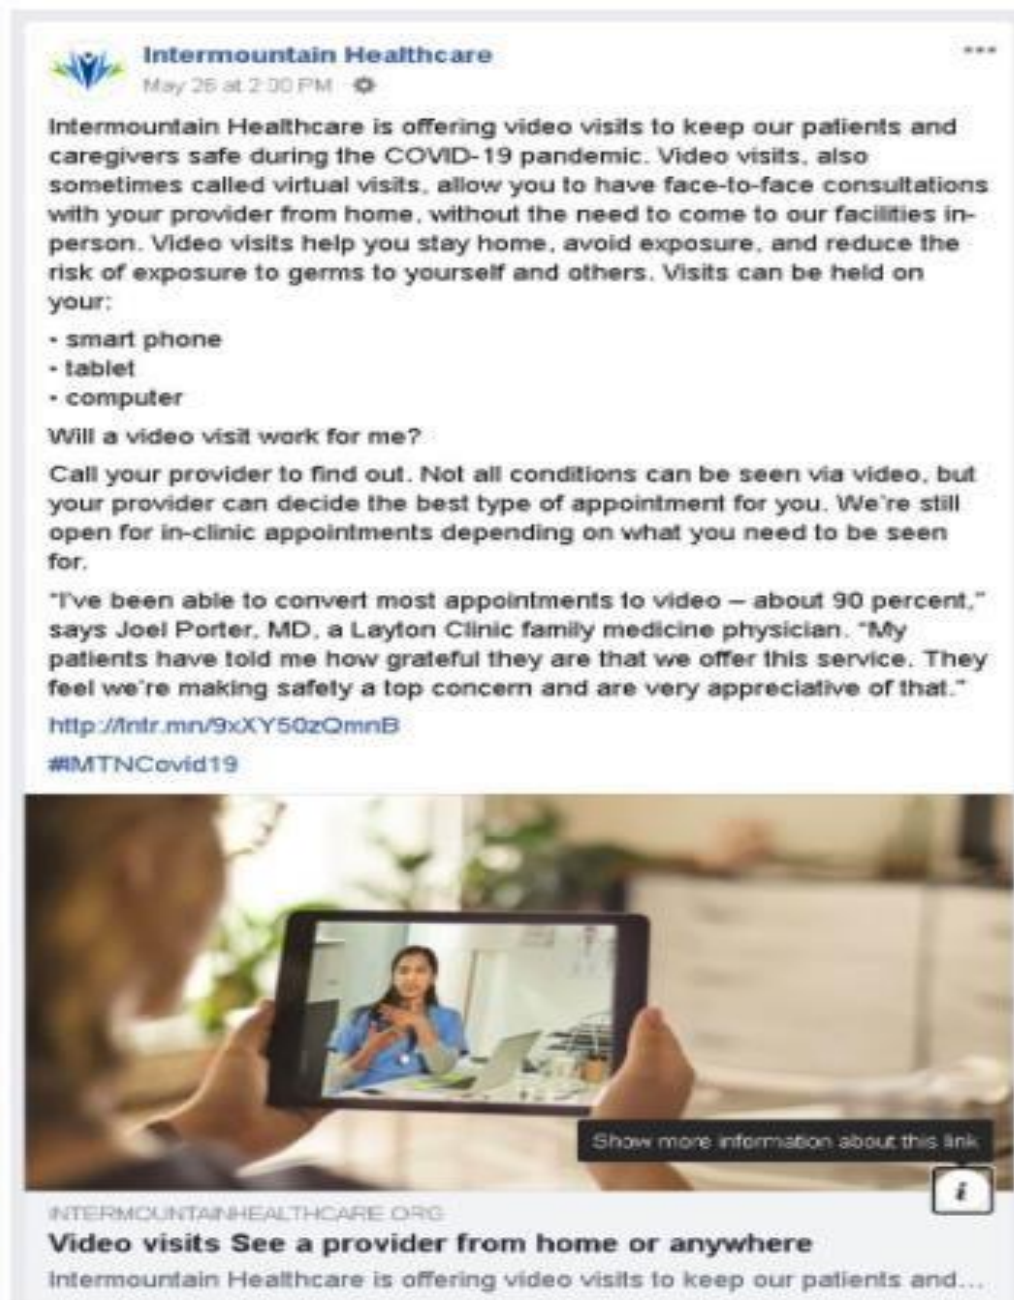 Intermountain Healthcare
May 26 at 2:00 PM
Intermountain Healthcare is offering video visits to keep our patients and
caregivers safe during the COVID-19 pandemic. Video visits, also
sometimes called virtual visits, allow you to have face-to-face consultations
with your provider from home, without the need to come to our facilities in-
person. Video visits help you stay home, avoid exposure, and reduce the
risk of exposure to germs to yourself and others. Visits can be held on
your:
- smart phone
- tablet
- computer
Will a video visit work for me?
Call your provider to find out. Not all conditions can be seen via video, but
your provider can decide the best type of appointment for you. We're still
open for in-clinic appointments depending on what you need to be seen
for.
"I've been able to convert most appointments to video – about 90 percent,"
says Joel Porter, MD, a Layton Clinic family medicine physician. "My
patients have told me how grateful they are that we offer this service. They
feel we're making safety a top concern and are very appreciative of that."
http://intr.mn/9xXY50zQmnB
#IMTNCovid19
Show more information about this link
i
INTERMOUNTAINHEALTHCARE.ORG
Video visits See a provider from home or anywhere
Intermountain Healthcare is offering video visits to keep our patients and...